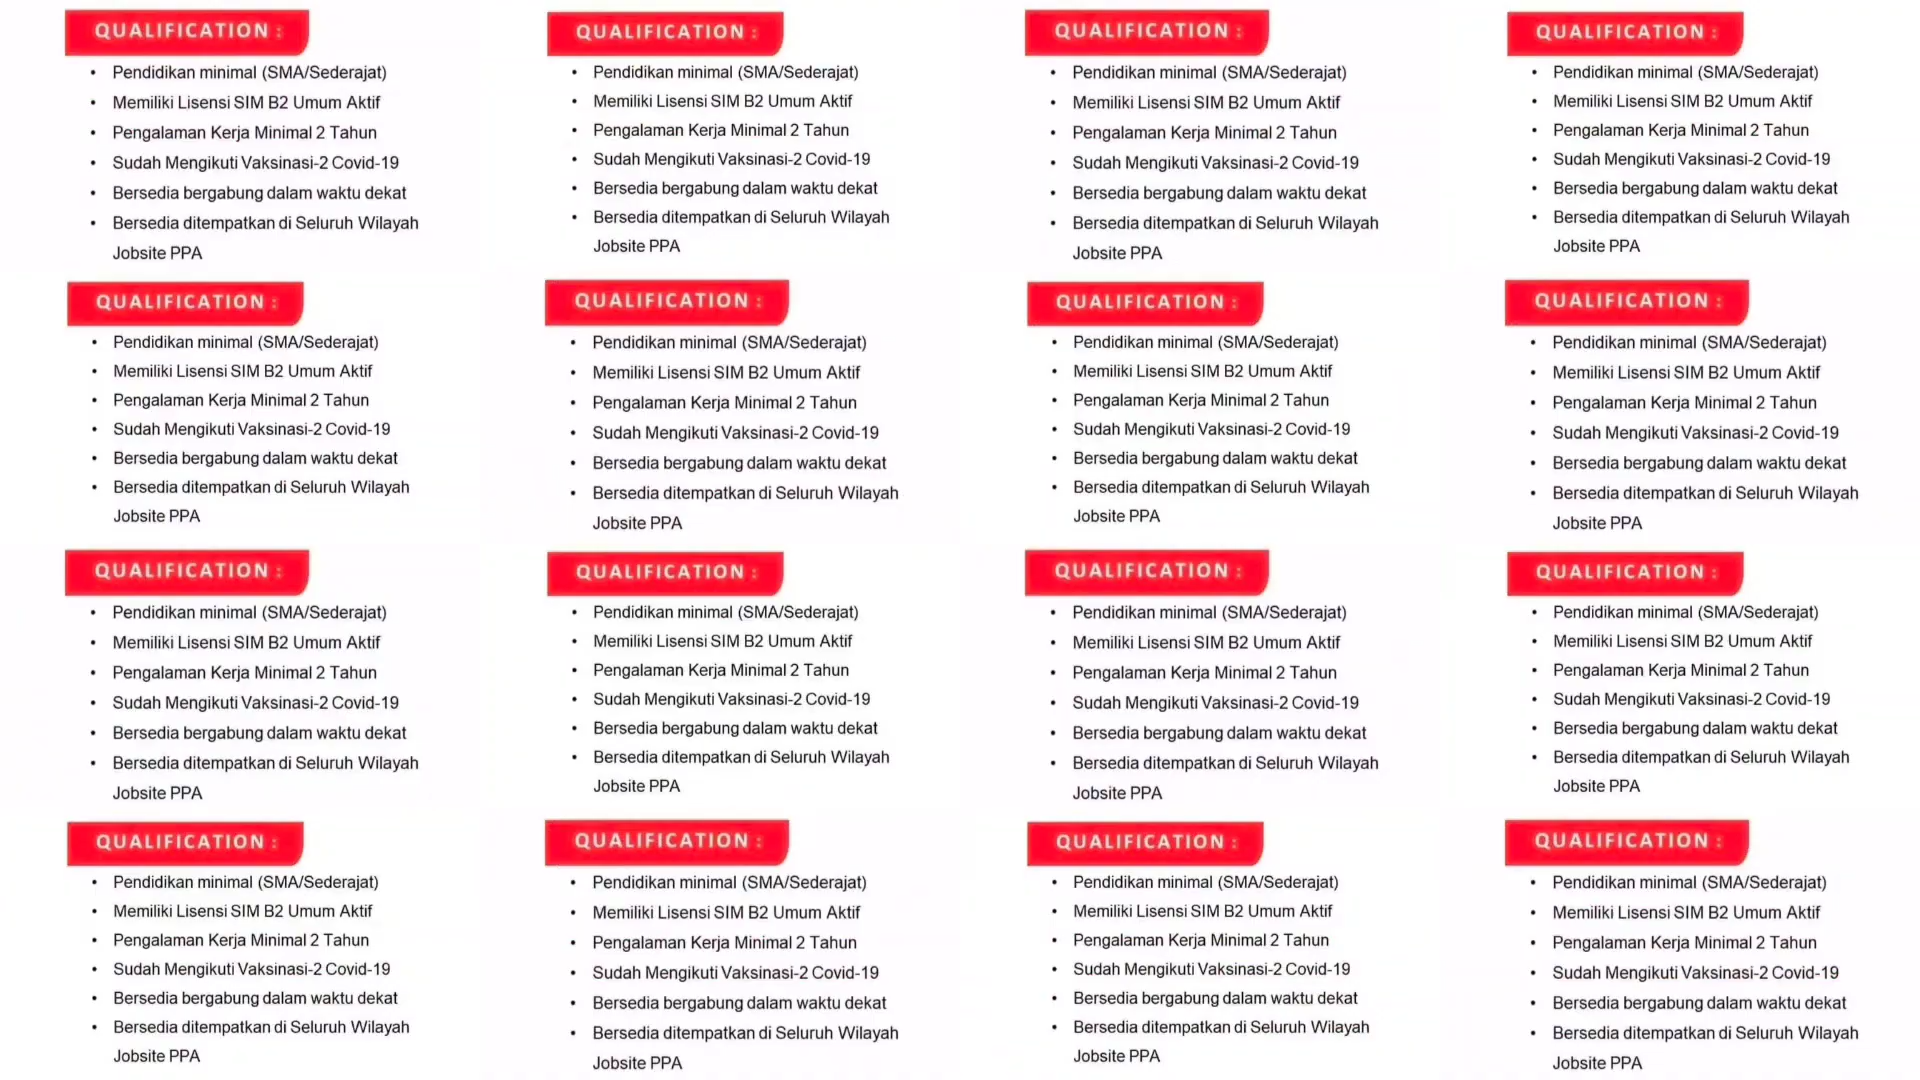 QUALIFICATION :
• Pendidikan minimal (SMA/Sederajat)
• Memiliki Lisensi SIM B2 Umum Aktif
• Pengalaman Kerja Minimal 2 Tahun
• Sudah Mengikuti Vaksinasi-2 Covid-19
• Bersedia bergabung dalam waktu dekat
• Bersedia ditempatkan di Seluruh Wilayah
Jobsite PPA
QUALIFICATION :
• Pendidikan minimal (SMA/Sederajat)
• Memiliki Lisensi SIM B2 Umum Aktif
• Pengalaman Kerja Minimal 2 Tahun
• Sudah Mengikuti Vaksinasi-2 Covid-19
• Bersedia bergabung dalam waktu dekat
• Bersedia ditempatkan di Seluruh Wilayah
Jobsite PPA
QUALIFICATION :
• Pendidikan minimal (SMA/Sederajat)
• Memiliki Lisensi SIM B2 Umum Aktif
• Pengalaman Kerja Minimal 2 Tahun
• Sudah Mengikuti Vaksinasi-2 Covid-19
• Bersedia bergabung dalam waktu dekat
• Bersedia ditempatkan di Seluruh Wilayah
Jobsite PPA
QUALIFICATION :
• Pendidikan minimal (SMA/Sederajat)
• Memiliki Lisensi SIM B2 Umum Aktif
• Pengalaman Kerja Minimal 2 Tahun
• Sudah Mengikuti Vaksinasi-2 Covid-19
• Bersedia bergabung dalam waktu dekat
• Bersedia ditempatkan di Seluruh Wilayah
Jobsite PPA
QUALIFICATION :
• Pendidikan minimal (SMA/Sederajat)
• Memiliki Lisensi SIM B2 Umum Aktif
• Pengalaman Kerja Minimal 2 Tahun
• Sudah Mengikuti Vaksinasi-2 Covid-19
• Bersedia bergabung dalam waktu dekat
• Bersedia ditempatkan di Seluruh Wilayah
Jobsite PPA
QUALIFICATION :
• Pendidikan minimal (SMA/Sederajat)
• Memiliki Lisensi SIM B2 Umum Aktif
• Pengalaman Kerja Minimal 2 Tahun
• Sudah Mengikuti Vaksinasi-2 Covid-19
• Bersedia bergabung dalam waktu dekat
• Bersedia ditempatkan di Seluruh Wilayah
Jobsite PPA
QUALIFICATION :
• Pendidikan minimal (SMA/Sederajat)
• Memiliki Lisensi SIM B2 Umum Aktif
• Pengalaman Kerja Minimal 2 Tahun
• Sudah Mengikuti Vaksinasi-2 Covid-19
• Bersedia bergabung dalam waktu dekat
• Bersedia ditempatkan di Seluruh Wilayah
Jobsite PPA
QUALIFICATION :
• Pendidikan minimal (SMA/Sederajat)
• Memiliki Lisensi SIM B2 Umum Aktif
• Pengalaman Kerja Minimal 2 Tahun
• Sudah Mengikuti Vaksinasi-2 Covid-19
• Bersedia bergabung dalam waktu dekat
• Bersedia ditempatkan di Seluruh Wilayah
Jobsite PPA
QUALIFICATION :
• Pendidikan minimal (SMA/Sederajat)
• Memiliki Lisensi SIM B2 Umum Aktif
• Pengalaman Kerja Minimal 2 Tahun
• Sudah Mengikuti Vaksinasi-2 Covid-19
• Bersedia bergabung dalam waktu dekat
• Bersedia ditempatkan di Seluruh Wilayah
Jobsite PPA
QUALIFICATION :
• Pendidikan minimal (SMA/Sederajat)
• Memiliki Lisensi SIM B2 Umum Aktif
• Pengalaman Kerja Minimal 2 Tahun
• Sudah Mengikuti Vaksinasi-2 Covid-19
• Bersedia bergabung dalam waktu dekat
• Bersedia ditempatkan di Seluruh Wilayah
Jobsite PPA
QUALIFICATION :
• Pendidikan minimal (SMA/Sederajat)
• Memiliki Lisensi SIM B2 Umum Aktif
• Pengalaman Kerja Minimal 2 Tahun
• Sudah Mengikuti Vaksinasi-2 Covid-19
• Bersedia bergabung dalam waktu dekat
• Bersedia ditempatkan di Seluruh Wilayah
Jobsite PPA
QUALIFICATION :
• Pendidikan minimal (SMA/Sederajat)
• Memiliki Lisensi SIM B2 Umum Aktif
• Pengalaman Kerja Minimal 2 Tahun
• Sudah Mengikuti Vaksinasi-2 Covid-19
• Bersedia bergabung dalam waktu dekat
• Bersedia ditempatkan di Seluruh Wilayah
Jobsite PPA
QUALIFICATION :
• Pendidikan minimal (SMA/Sederajat)
• Memiliki Lisensi SIM B2 Umum Aktif
• Pengalaman Kerja Minimal 2 Tahun
• Sudah Mengikuti Vaksinasi-2 Covid-19
• Bersedia bergabung dalam waktu dekat
• Bersedia ditempatkan di Seluruh Wilayah
Jobsite PPA
QUALIFICATION :
• Pendidikan minimal (SMA/Sederajat)
• Memiliki Lisensi SIM B2 Umum Aktif
• Pengalaman Kerja Minimal 2 Tahun
• Sudah Mengikuti Vaksinasi-2 Covid-19
• Bersedia bergabung dalam waktu dekat
• Bersedia ditempatkan di Seluruh Wilayah
Jobsite PPA
QUALIFICATION :
• Pendidikan minimal (SMA/Sederajat)
• Memiliki Lisensi SIM B2 Umum Aktif
• Pengalaman Kerja Minimal 2 Tahun
• Sudah Mengikuti Vaksinasi-2 Covid-19
• Bersedia bergabung dalam waktu dekat
• Bersedia ditempatkan di Seluruh Wilayah
Jobsite PPA
QUALIFICATION :
• Pendidikan minimal (SMA/Sederajat)
• Memiliki Lisensi SIM B2 Umum Aktif
• Pengalaman Kerja Minimal 2 Tahun
• Sudah Mengikuti Vaksinasi-2 Covid-19
• Bersedia bergabung dalam waktu dekat
• Bersedia ditempatkan di Seluruh Wilayah
Jobsite PPA